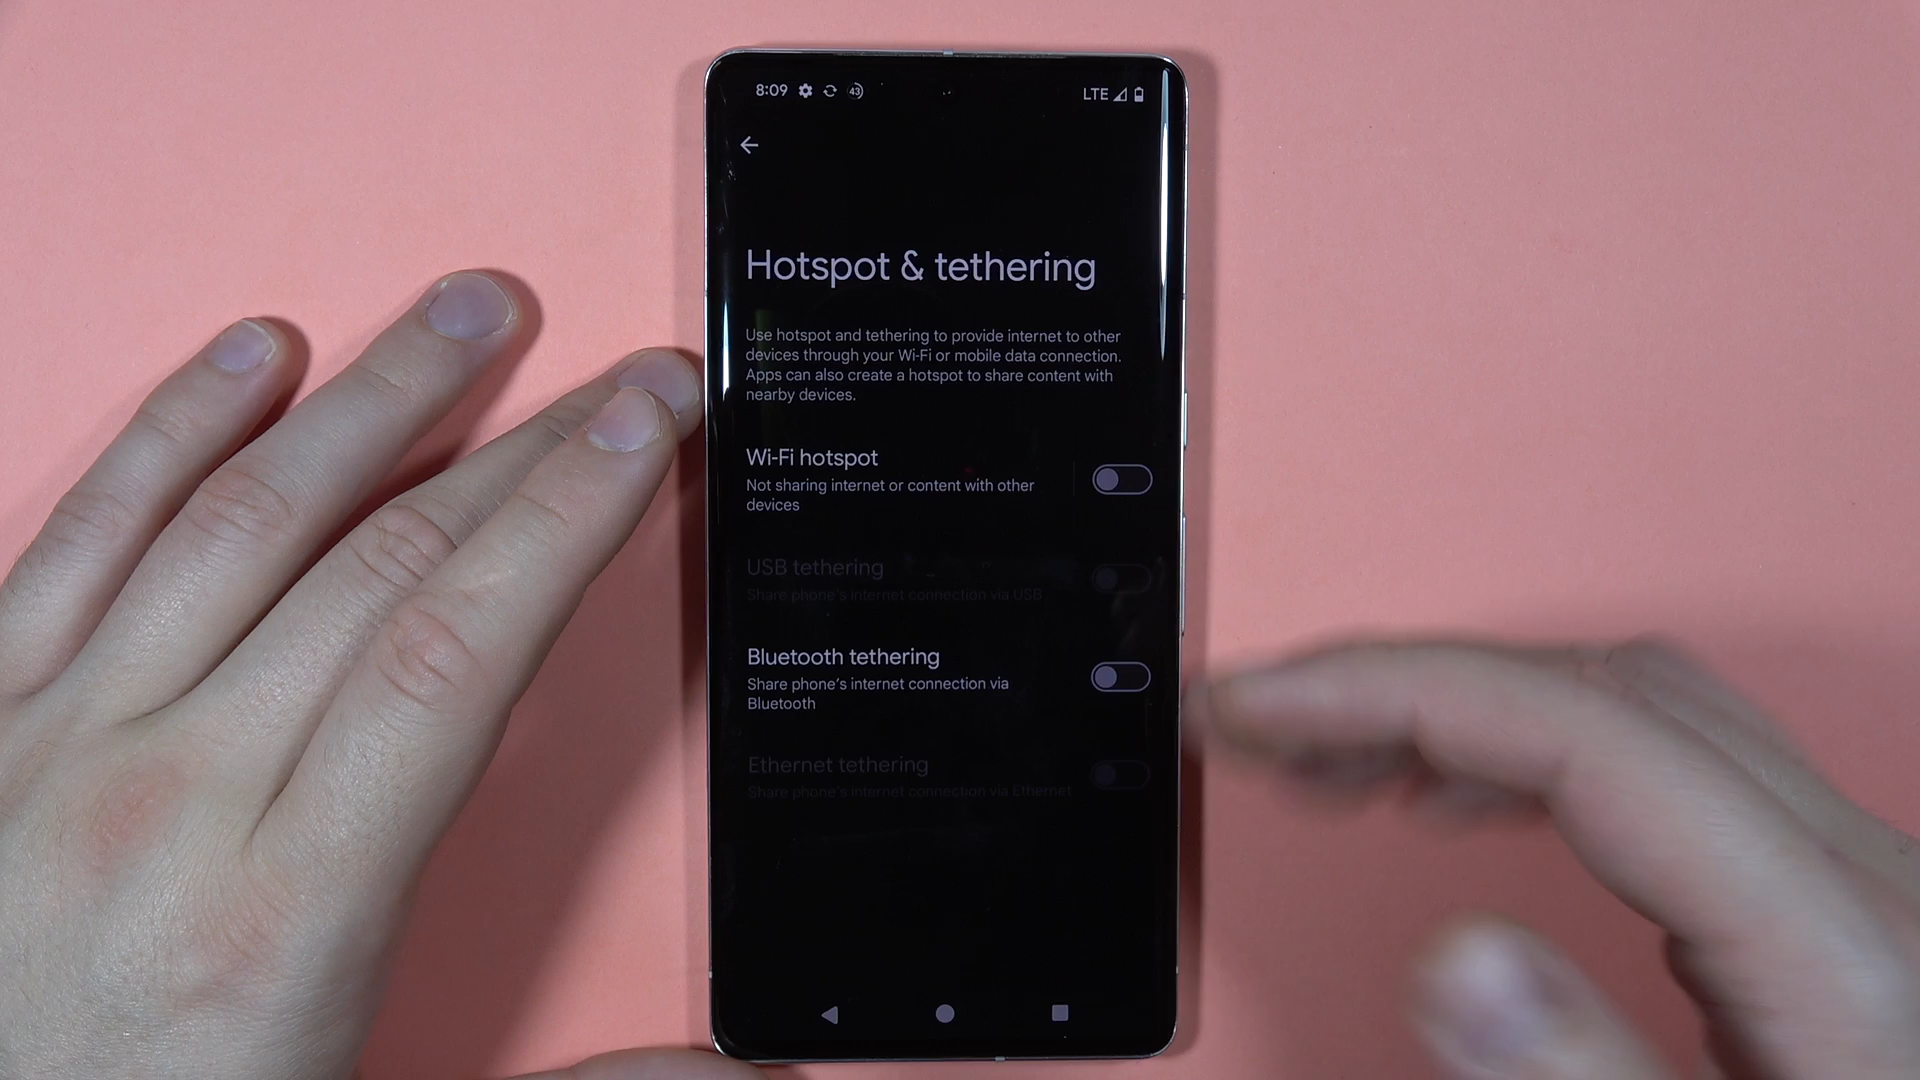 8:09 43 LTE
Hotspot & tethering
Use hotspot and tethering to provide internet to other
devices through your Wi-Fi or mobile data connection.
Apps can also create a hotspot to share content with
nearby devices.
Wi-Fi hotspot
Not sharing internet or content with other
devices
USB tethering
Share phone's internet connection via USB
Bluetooth tethering
Share phone's internet connection via
Bluetooth
Ethernet tethering
Share phone's internet connection via Ethernet